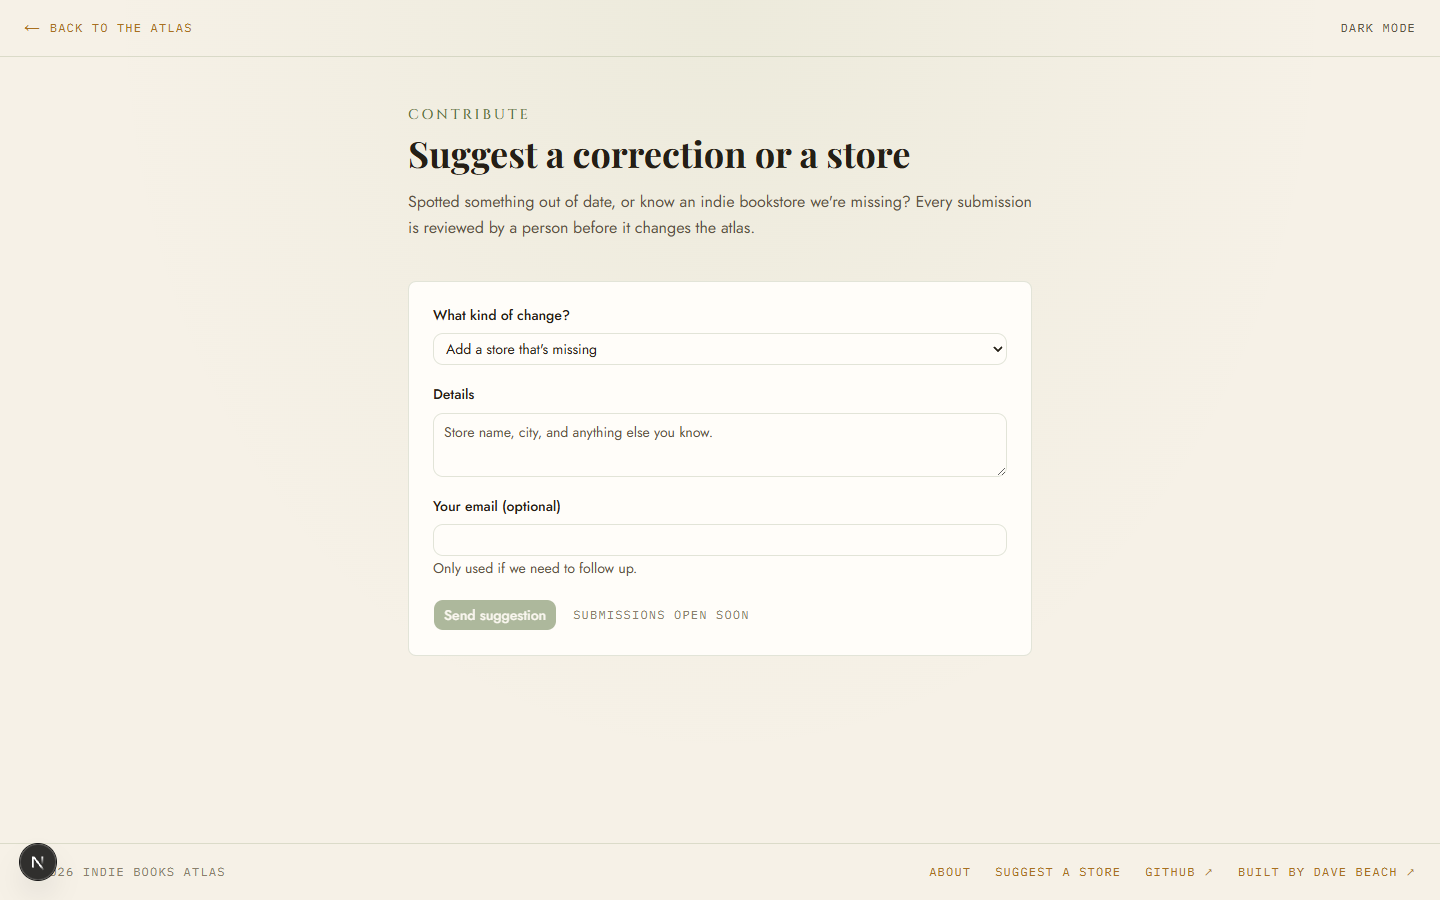 ← BACK TO THE ATLAS
DARK MODE
CONTRIBUTE
Suggest a correction or a store
Spotted something out of date, or know an indie bookstore we're missing? Every submission
is reviewed by a person before it changes the atlas.
What kind of change?
Add a store that's missing
Details
Store name, city, and anything else you know.
Your email (optional)
Only used if we need to follow up.
Send suggestion
SUBMISSIONS OPEN SOON
N
26 INDIE BOOKS ATLAS
ABOUT
SUGGEST A STORE
GITHUB ↗
BUILT BY DAVE BEACH ↗